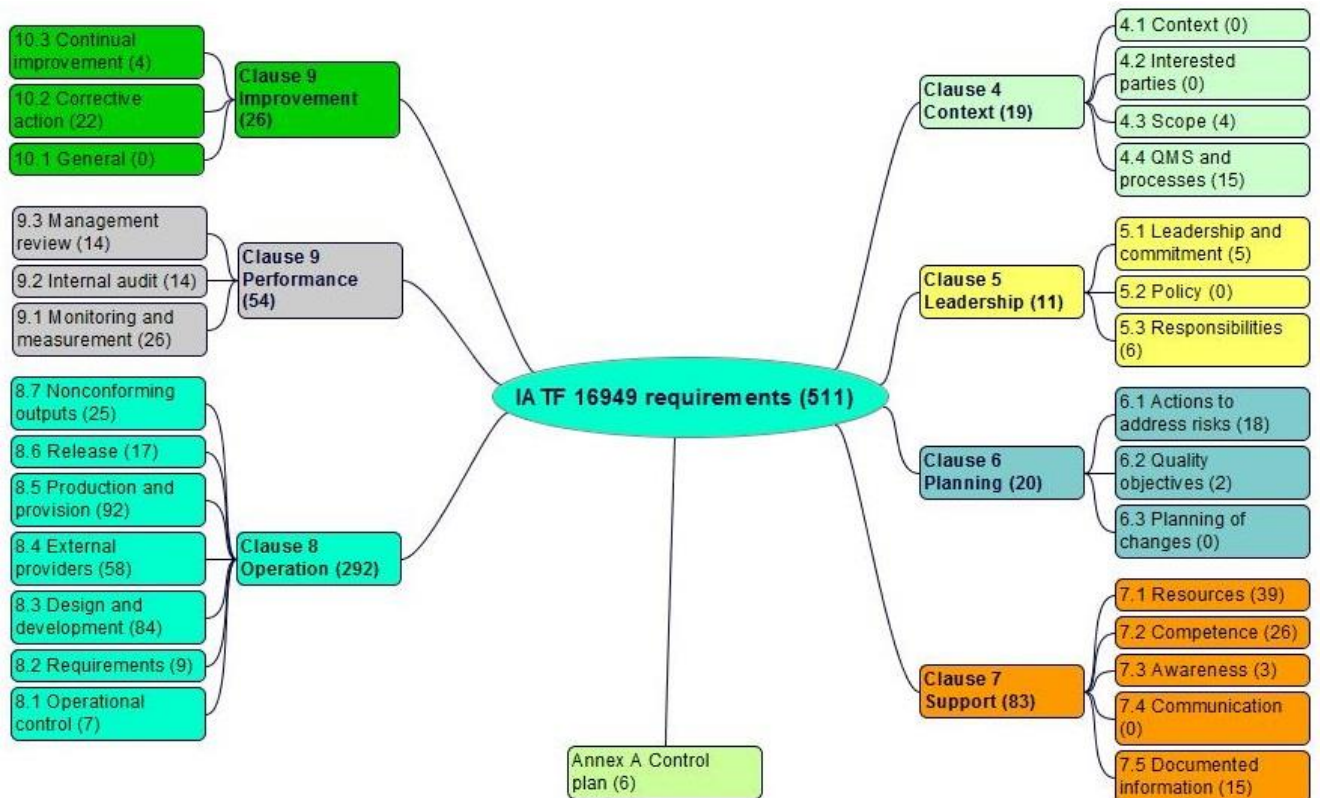 10.3 Continual
improvement (4)
10.2 Corrective
action (22)
10.1 General (0)
Clause 9
Improvement
(26)
9.3 Management
review (14)
9.2 Internal audit (14)
9.1 Monitoring and
measurement (26)
Clause 9
Performance
(54)
8.7 Nonconforming
outputs (25)
8.6 Release (17)
8.5 Production and
provision (92)
8.4 External
providers (58)
8.3 Design and
development (84)
8.2 Requirements (9)
8.1 Operational
control (7)
Clause 8
Operation (292)
IATF 16949 requirements (511)
Annex A Control
plan (6)
Clause 4
Context (19)
4.1 Context (0)
4.2 Interested
parties (0)
4.3 Scope (4)
4.4 QMS and
processes (15)
Clause 5
Leadership (11)
5.1 Leadership and
commitment (5)
5.2 Policy (0)
5.3 Responsibilities
(6)
Clause 6
Planning (20)
6.1 Actions to
address risks (18)
6.2 Quality
objectives (2)
6.3 Planning of
changes (0)
Clause 7
Support (83)
7.1 Resources (39)
7.2 Competence (26)
7.3 Awareness (3)
7.4 Communication
(0)
7.5 Documented
information (15)